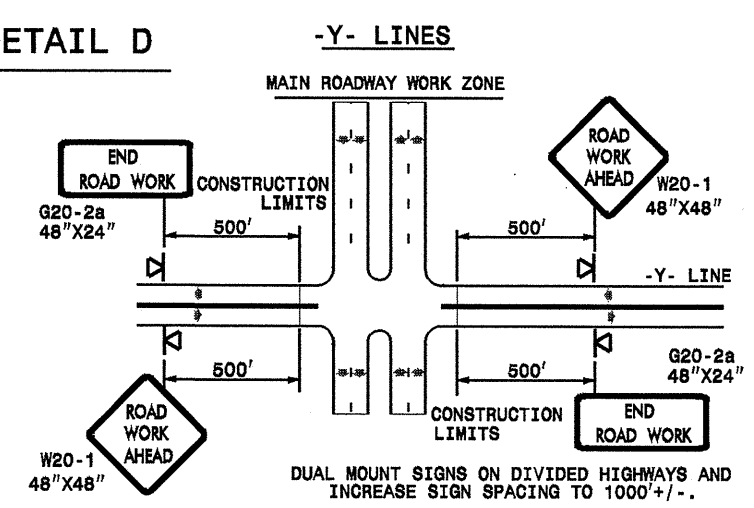 ETAIL D
-Y- LINES
MAIN ROADWAY WORK ZONE
END
ROAD WORK
G20-2a
48"X24"
CONSTRUCTION
LIMITS
500'
ROAD
WORK
AHEAD
W20-1
48"X48"
500'
-Y- LINE
500'
ROAD
WORK
AHEAD
W20-1
48"X48"
500'
CONSTRUCTION
LIMITS
G20-2a
48"X24"
END
ROAD WORK
DUAL MOUNT SIGNS ON DIVIDED HIGHWAYS AND
INCREASE SIGN SPACING TO 1000'+/-.